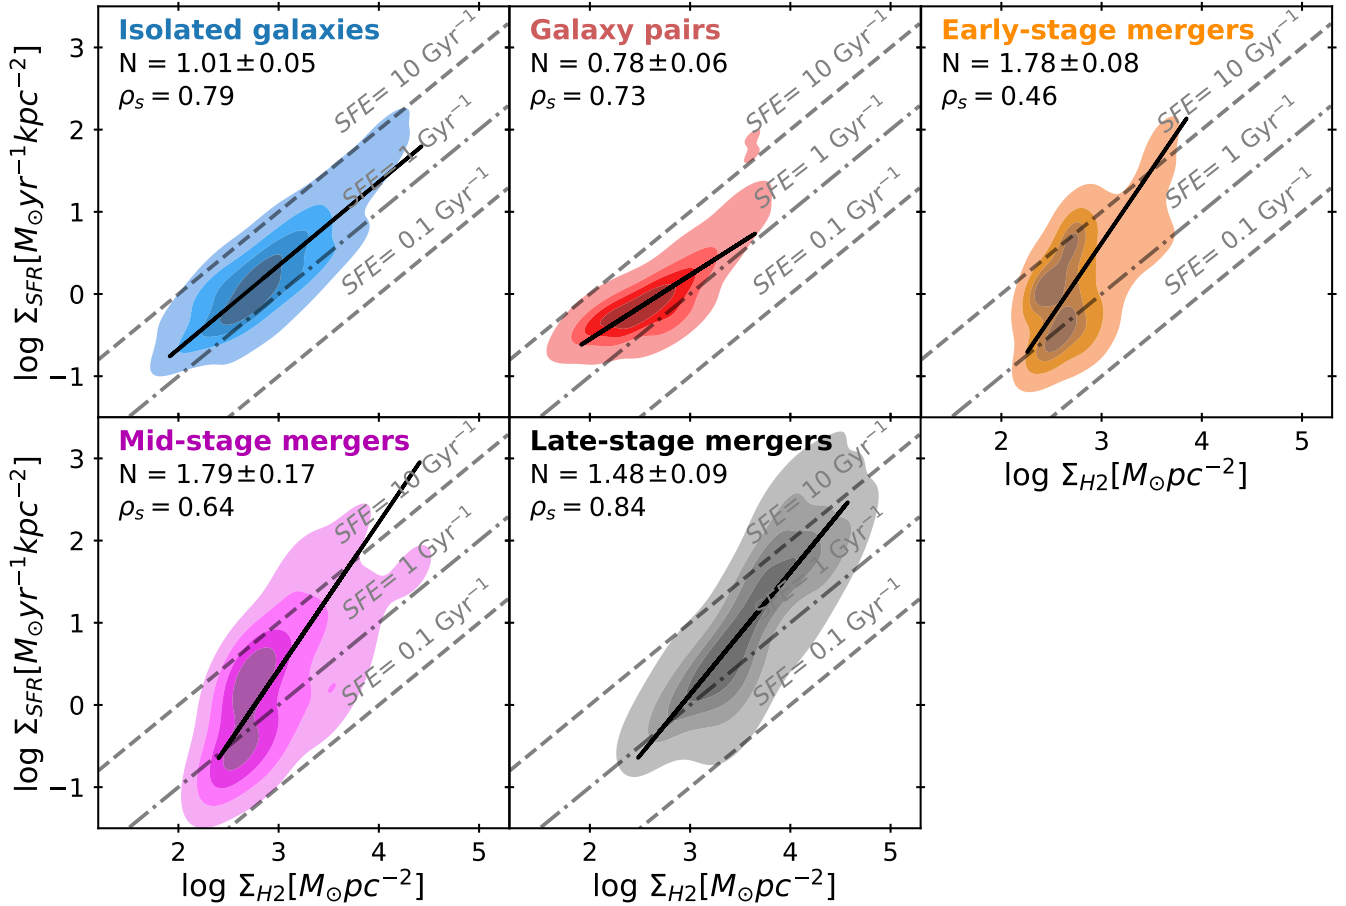 Isolated galaxies
N = 1.01±0.05
ρₛ = 0.79
SFE= 10 Gyr⁻¹
SFE= 1 Gyr⁻¹
SFE= 0.1 Gyr⁻¹
Galaxy pairs
N = 0.78±0.06
ρₛ = 0.73
SFE= 10 Gyr⁻¹
SFE= 1 Gyr⁻¹
SFE= 0.1 Gyr⁻¹
Early-stage mergers
N = 1.78±0.08
ρₛ = 0.46
SFE= 10 Gyr⁻¹
SFE= 1 Gyr⁻¹
SFE= 0.1 Gyr⁻¹
log Σ_SFR[M⊙yr⁻¹kpc⁻²]
3
2
1
0
−1
2 3 4 5
log Σ_H2[M⊙pc⁻²]
Mid-stage mergers
N = 1.79±0.17
ρₛ = 0.64
SFE= 10 Gyr⁻¹
SFE= 1 Gyr⁻¹
SFE= 0.1 Gyr⁻¹
Late-stage mergers
N = 1.48±0.09
ρₛ = 0.84
SFE= 10 Gyr⁻¹
SFE= 1 Gyr⁻¹
SFE= 0.1 Gyr⁻¹
log Σ_SFR[M⊙yr⁻¹kpc⁻²]
3
2
1
0
−1
2 3 4 5
log Σ_H2[M⊙pc⁻²]
2 3 4 5
log Σ_H2[M⊙pc⁻²]